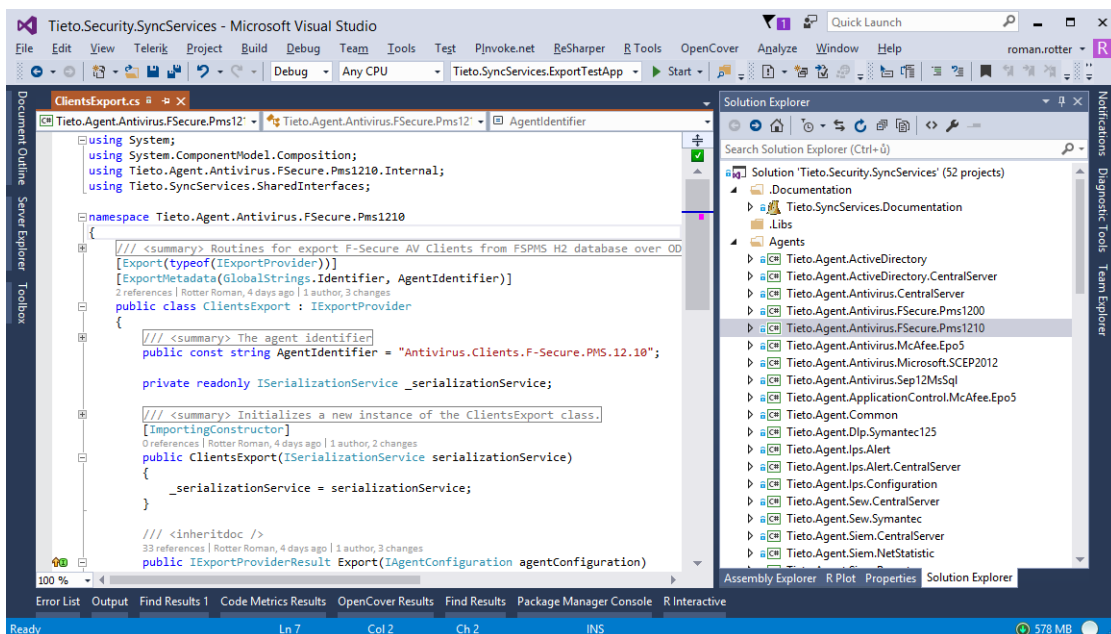 Tieto.Security.SyncServices - Microsoft Visual Studio
1
Quick Launch
File Edit View Telerik Project Build Debug Team Tools Test PInvoke.net ReSharper R Tools OpenCover Analyze Window Help roman.rotter R
Debug Any CPU Tieto.SyncServices.ExportTestApp Start
Document Outline
Server Explorer
Toolbox
ClientsExport.cs
C# Tieto.Agent.Antivirus.FSecure.Pms12 Tieto.Agent.Antivirus.FSecure.Pms12 AgentIdentifier
using System;
using System.ComponentModel.Composition;
using Tieto.Agent.Antivirus.FSecure.Pms1210.Internal;
using Tieto.SyncServices.SharedInterfaces;
namespace Tieto.Agent.Antivirus.FSecure.Pms1210
{
/// <summary> Routines for export F-Secure AV Clients from FSPMS H2 database over OD
[Export(typeof(IExportProvider))]
[ExportMetadata(GlobalStrings.Identifier, AgentIdentifier)]
2 references | Rotter Roman, 4 days ago | 1 author, 3 changes
public class ClientsExport : IExportProvider
{
/// <summary> The agent identifier
public const string AgentIdentifier = "Antivirus.Clients.F-Secure.PMS.12.10";
private readonly ISerializationService _serializationService;
/// <summary> Initializes a new instance of the ClientsExport class.
[ImportingConstructor]
0 references | Rotter Roman, 4 days ago | 1 author, 2 changes
public ClientsExport(ISerializationService serializationService)
{
_serializationService = serializationService;
}
/// <inheritdoc />
33 references | Rotter Roman, 4 days ago | 1 author, 3 changes
public IExportProviderResult Export(IAgentConfiguration agentConfiguration)
100 %
Solution Explorer
Search Solution Explorer (Ctrl+ů)
Solution 'Tieto.Security.SyncServices' (52 projects)
.Documentation
Tieto.SyncServices.Documentation
.Libs
Agents
C# Tieto.Agent.ActiveDirectory
C# Tieto.Agent.ActiveDirectory.CentralServer
C# Tieto.Agent.Antivirus.CentralServer
C# Tieto.Agent.Antivirus.FSecure.Pms1200
C# Tieto.Agent.Antivirus.FSecure.Pms1210
C# Tieto.Agent.Antivirus.McAfee.Epo5
C# Tieto.Agent.Antivirus.Microsoft.SCEP2012
C# Tieto.Agent.Antivirus.Sep12MsSql
C# Tieto.Agent.ApplicationControl.McAfee.Epo5
C# Tieto.Agent.Common
C# Tieto.Agent.Dlp.Symantec125
C# Tieto.Agent.Ips.Alert
C# Tieto.Agent.Ips.Alert.CentralServer
C# Tieto.Agent.Ips.Configuration
C# Tieto.Agent.Sew.CentralServer
C# Tieto.Agent.Sew.Symantec
C# Tieto.Agent.Siem.CentralServer
C# Tieto.Agent.Siem.NetStatistic
Assembly Explorer R Plot Properties Solution Explorer
Notifications
Diagnostic Tools
Team Explorer
Error List Output Find Results 1 Code Metrics Results OpenCover Results Find Results Package Manager Console R Interactive
Ready Ln 7 Col 2 Ch 2 INS 578 MB